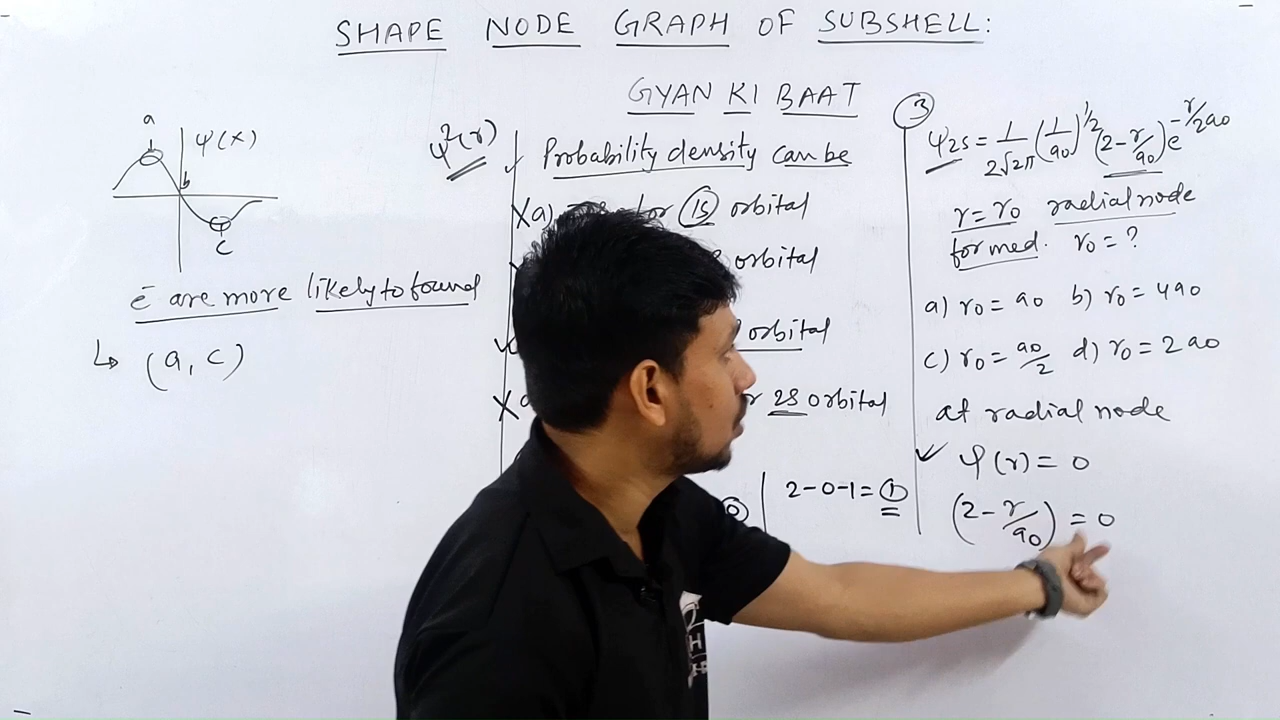 SHAPE NODE GRAPH OF SUBSHELL:
GYAN KI BAAT
a
ψ(x)
b
c
e⁻ are more likely to found
↳ (a, c)
ψ²(r)
Probability density can be
Xa) for 1S orbital
orbital
orbital
X 2S orbital
0
2-0-1=1
3
ψ2s = 1/2√2π (1/a0)^1/2 (2-r/a0) e^-r/2a0
r=r0 radial node
formed. r0=?
a) r0=a0 b) r0=4a0
c) r0=a0/2 d) r0=2a0
at radial node
ψ(r)=0
(2-r/a0)=0
H